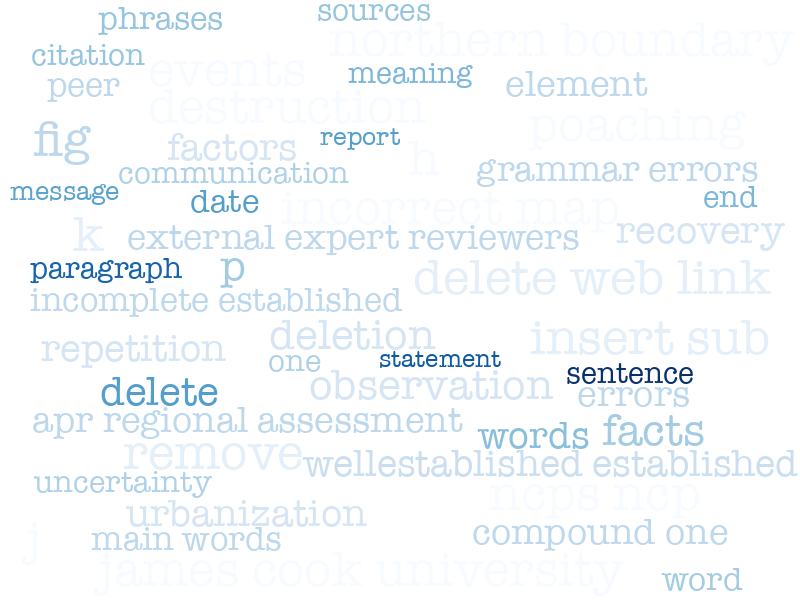 sources
phrases
northern boundary
citation
events
meaning
peer
element
destruction
poaching
fig
report
factors
h
communication
grammar errors
message
date
end
incorrect map
k
external expert reviewers
recovery
paragraph
p
delete web link
incomplete established
deletion
insert sub
repetition
one
statement
sentence
delete
observation
errors
apr regional assessment
words
facts
remove
wellestablished established
uncertainty
ncps ncp
urbanization
j
main words
compound one
james cook university
word